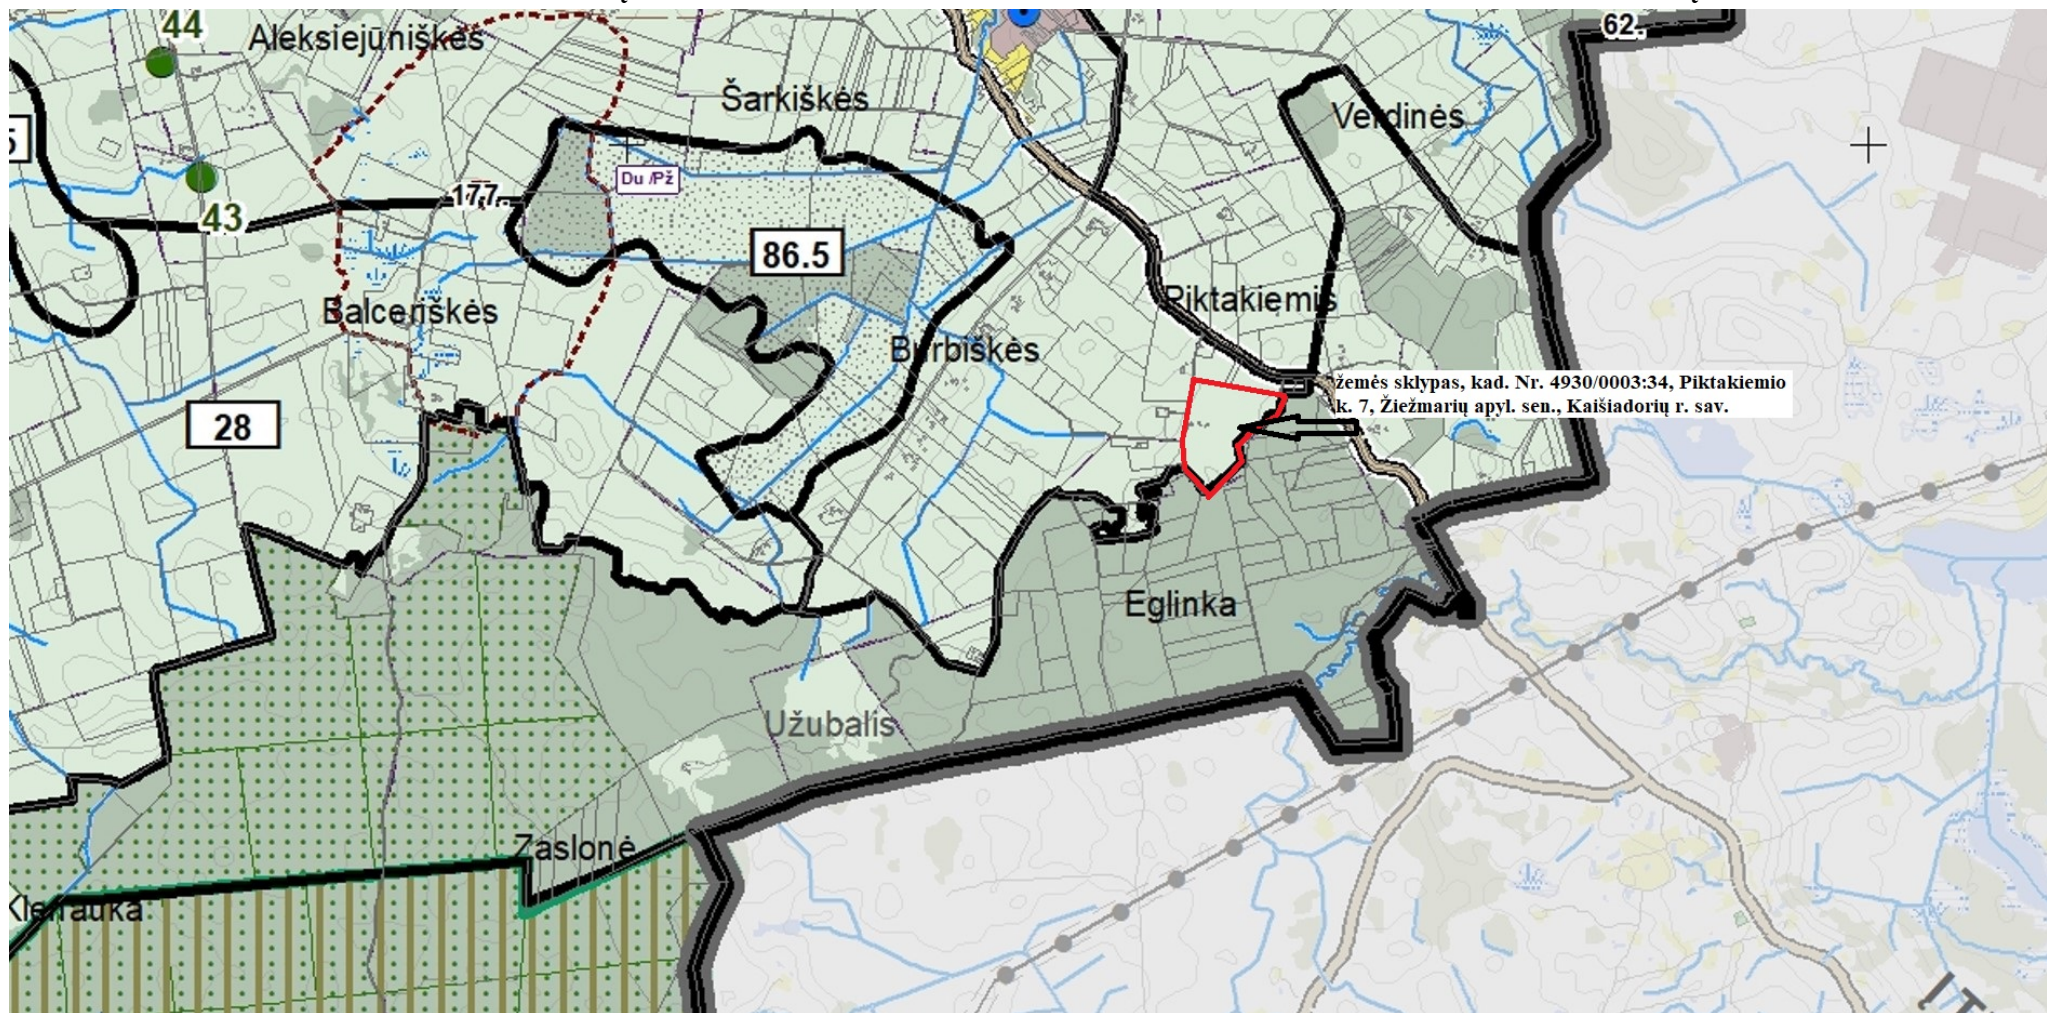 44
Aleksiejūniškės
62.
Šarkiškės
Verdinės
5
Du /Pž
177.
43
86.5
Piktakiemis
Balceriškės
Burbiškės
žemės sklypas, kad. Nr. 4930/0003:34, Piktakiemio
k. 7, Žiežmarių apyl. sen., Kaišiadorių r. sav.
28
Eglinka
Užubalis
Zaslonė